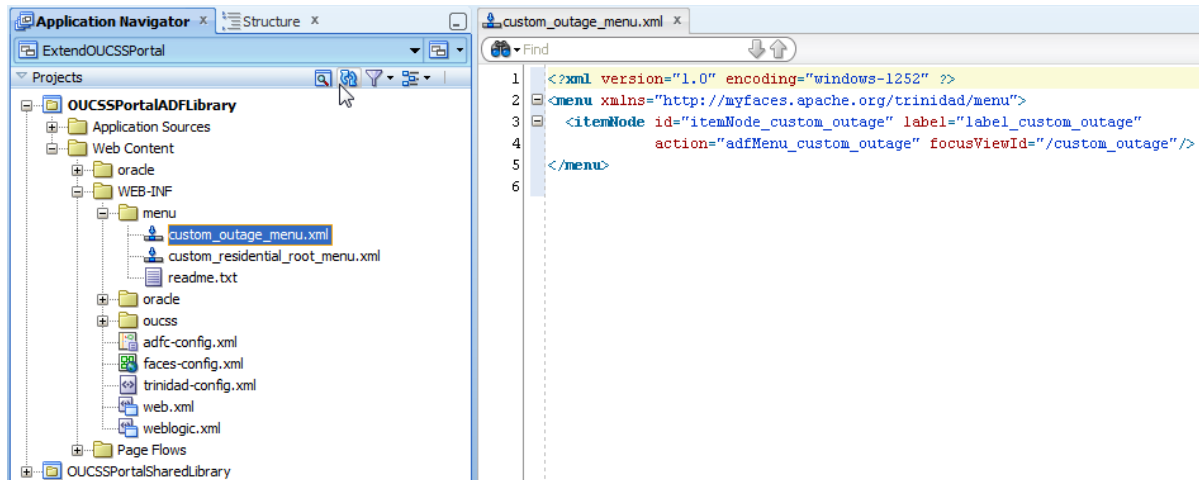 Application Navigator x Structure x
custom_outage_menu.xml x
ExtendOUCSSPortal
Find
Projects
OUCSSPortalADFLibrary
Application Sources
Web Content
oracle
WEB-INF
menu
custom_outage_menu.xml
custom_residential_root_menu.xml
readme.txt
oracle
oucss
adfc-config.xml
faces-config.xml
trinidad-config.xml
web.xml
weblogic.xml
Page Flows
OUCSSPortalSharedLibrary
1 <?xml version="1.0" encoding="windows-1252" ?>
2 <menu xmlns="http://myfaces.apache.org/trinidad/menu">
3 <itemNode id="itemNode_custom_outage" label="label_custom_outage"
4 action="adfMenu_custom_outage" focusViewId="/custom_outage"/>
5 </menu>
6